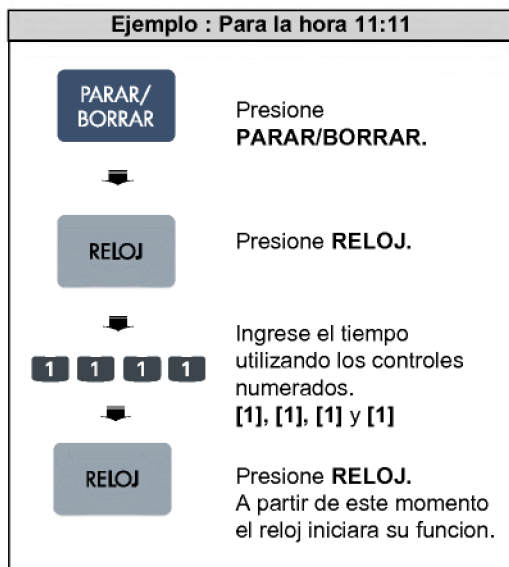 Ejemplo : Para la hora 11:11
PARAR/
BORRAR
Presione
PARAR/BORRAR.
RELOJ
Presione RELOJ.
1 1 1 1
Ingrese el tiempo
utilizando los controles
numerados.
[1], [1], [1] y [1]
RELOJ
Presione RELOJ.
A partir de este momento
el reloj iniciara su funcion.